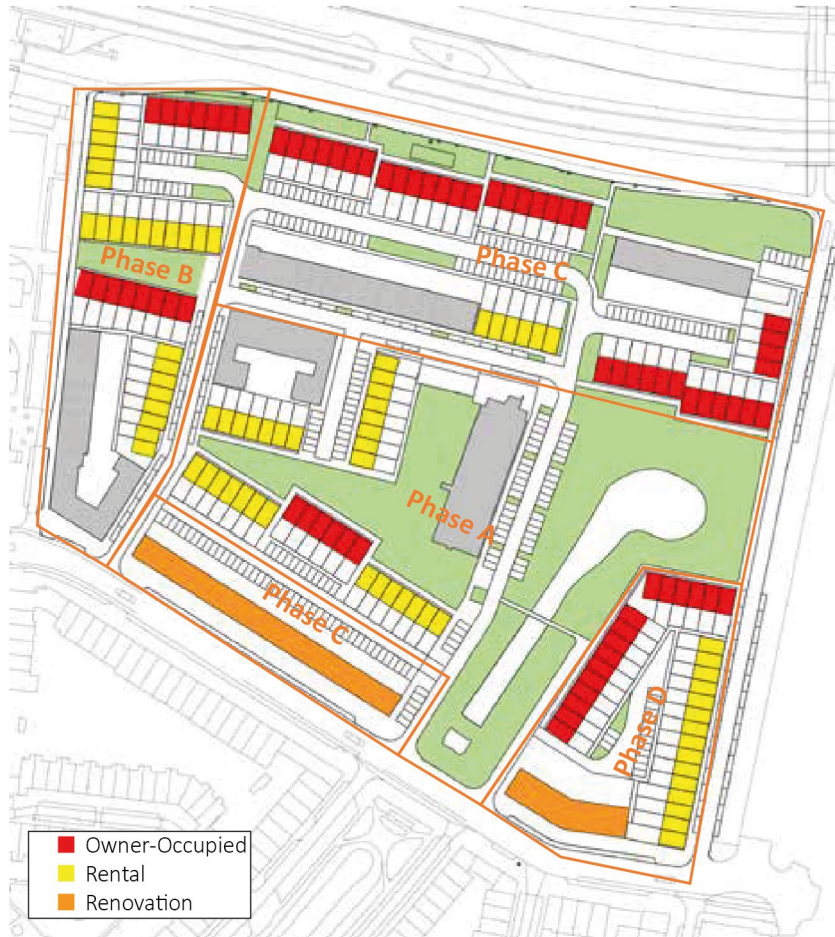 Phase B
Phase C
Phase A
Phase C
Phase D
Owner-Occupied
Rental
Renovation